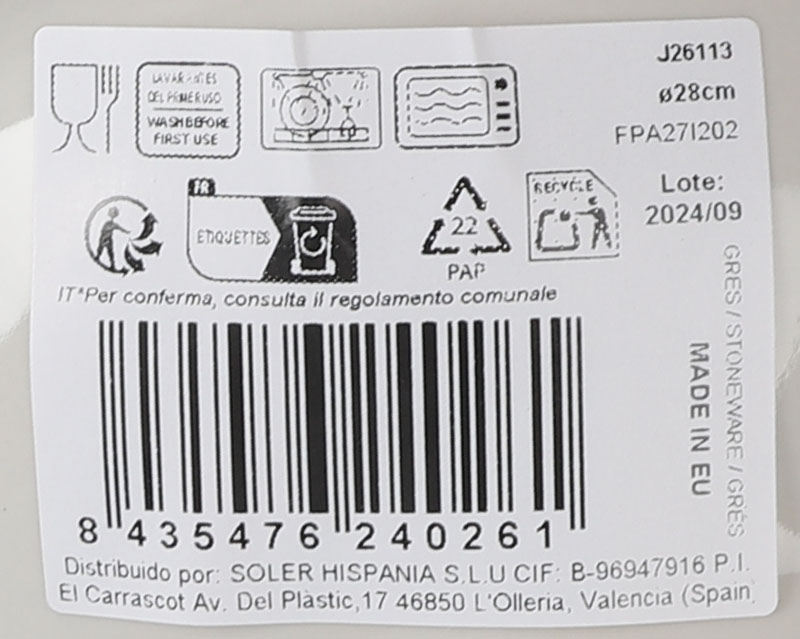 J26113
ø28cm
FPA27I202
LAVAR ANTES
DEL PRIMER USO
WASH BEFORE
FIRST USE
FR
ETIQUETTES
22
PAP
RECYCLE
Lote:
2024/09
IT*Per conferma, consulta il regolamento comunale
GRES / STONEWARE / GRÉS
MADE IN EU
8 435476 240261
Distribuido por: SOLER HISPANIA S.L.U CIF: B-96947916 P.I.
El Carrascot Av. Del Plàstic,17 46850 L'Olleria, Valencia (Spain)